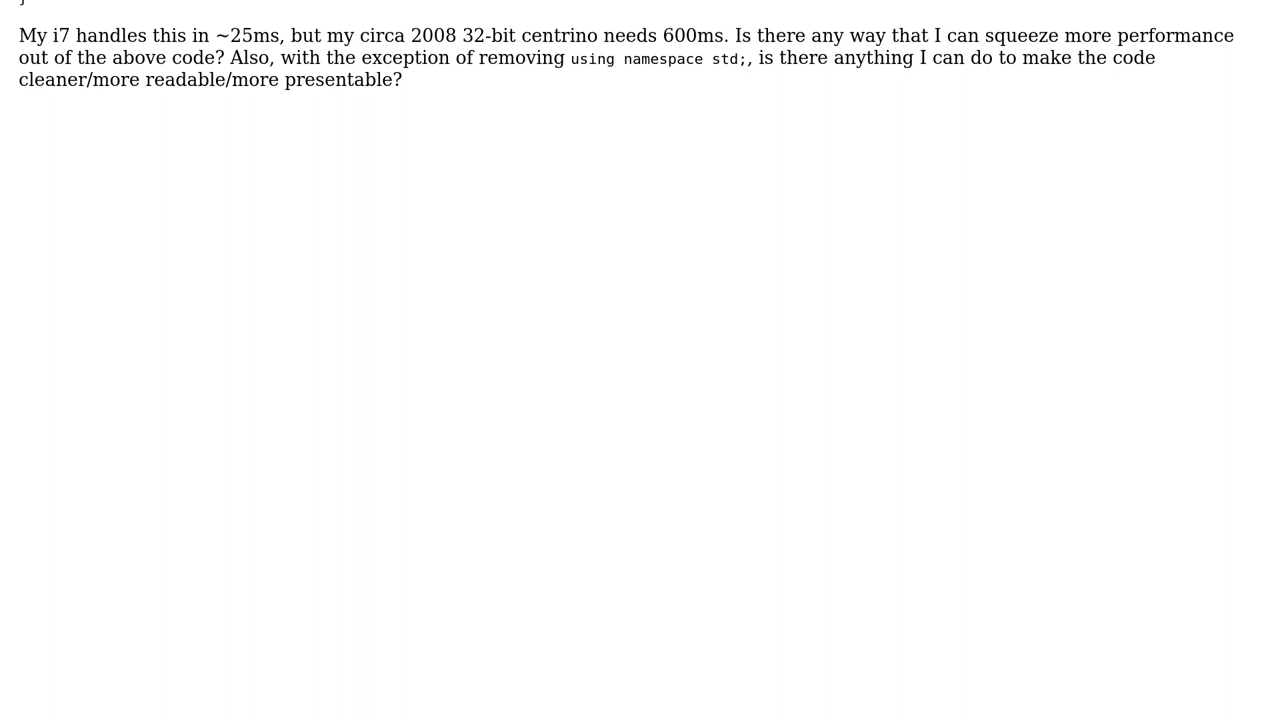 }
My i7 handles this in ~25ms, but my circa 2008 32-bit centrino needs 600ms. Is there any way that I can squeeze more performance
out of the above code? Also, with the exception of removing using namespace std;, is there anything I can do to make the code
cleaner/more readable/more presentable?